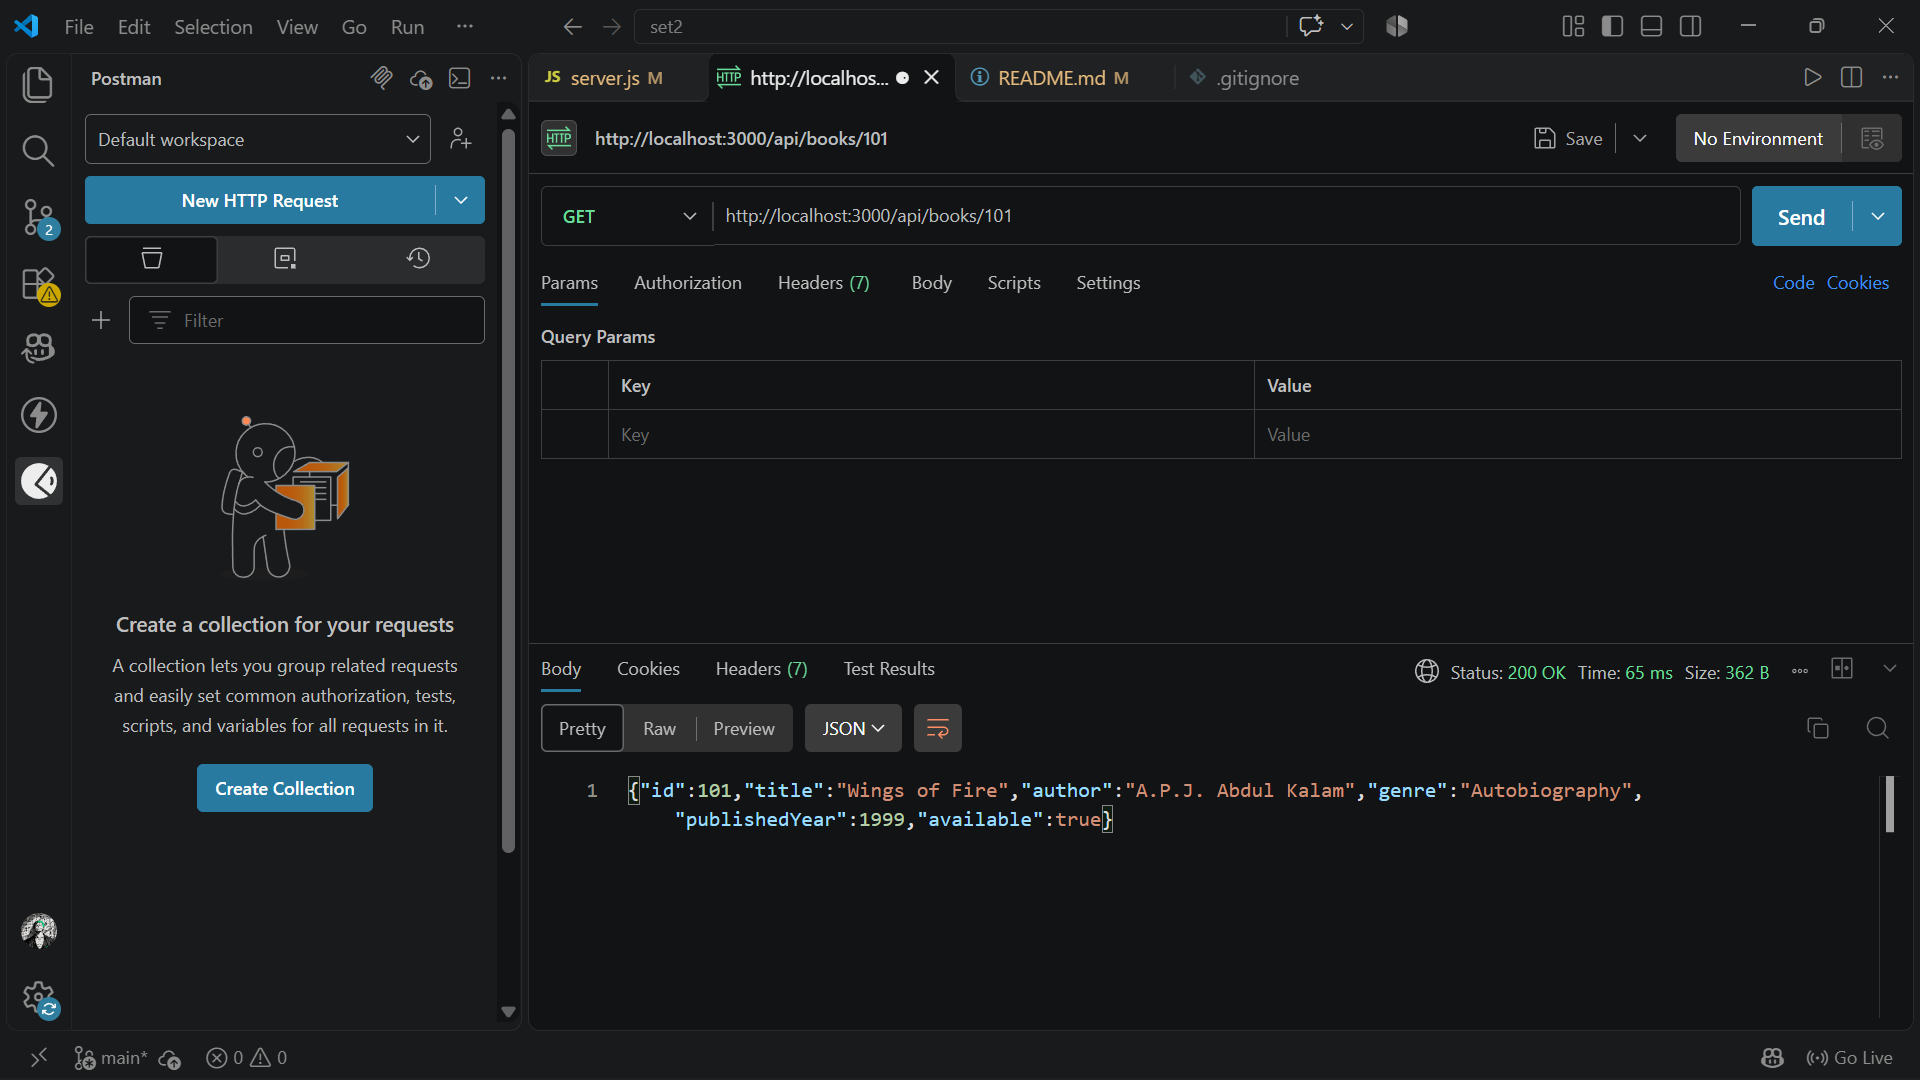 File Edit Selection View Go Run ···
set2
Postman
JS server.js M
HTTP http://localhos...
README.md M
.gitignore
Default workspace
HTTP http://localhost:3000/api/books/101
Save
No Environment
New HTTP Request
GET http://localhost:3000/api/books/101
Send
2
Params Authorization Headers (7) Body Scripts Settings
Code Cookies
Filter
Query Params
Key Value
Key Value
Create a collection for your requests
A collection lets you group related requests
and easily set common authorization, tests,
scripts, and variables for all requests in it.
Create Collection
Body Cookies Headers (7) Test Results
Status: 200 OK Time: 65 ms Size: 362 B
Pretty Raw Preview JSON
1 {"id":101,"title":"Wings of Fire","author":"A.P.J. Abdul Kalam","genre":"Autobiography",
"publishedYear":1999,"available":true}
main* 0 0
Go Live